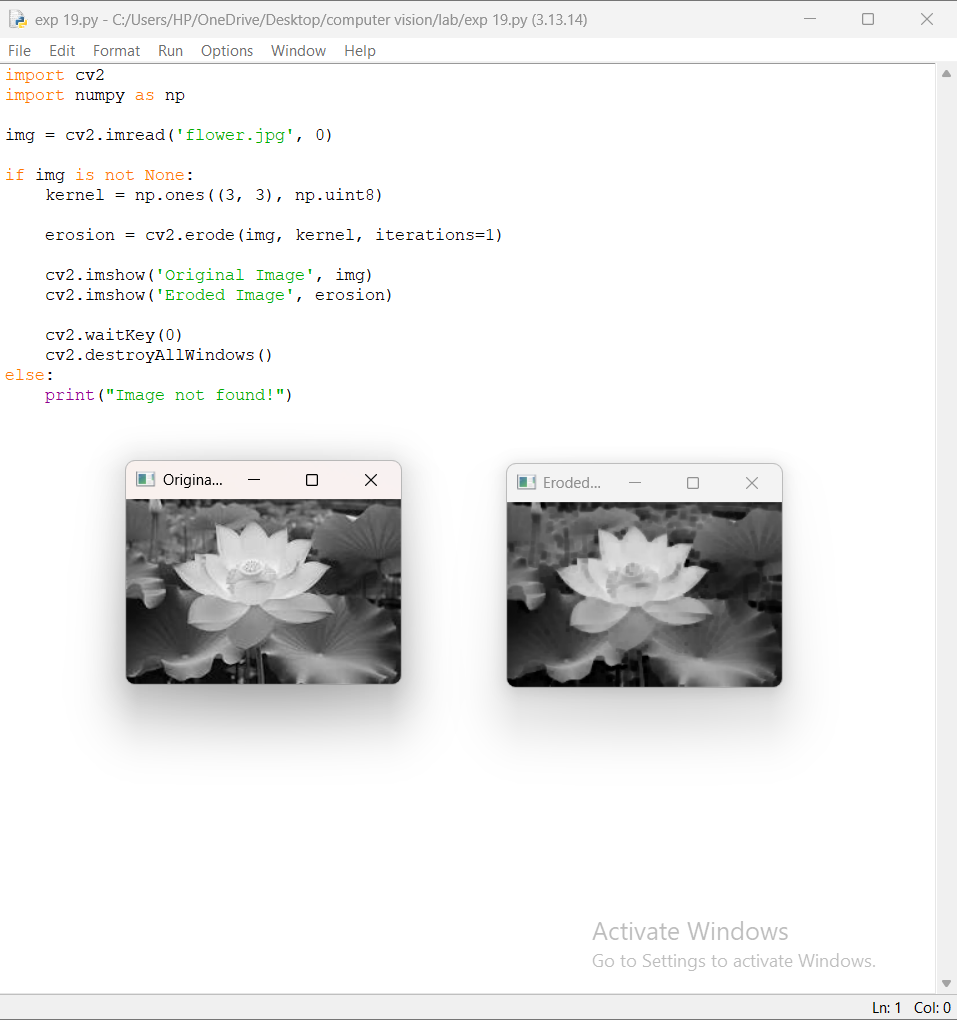 exp 19.py - C:/Users/HP/OneDrive/Desktop/computer vision/lab/exp 19.py (3.13.14)
File Edit Format Run Options Window Help
import cv2
import numpy as np
img = cv2.imread('flower.jpg', 0)
if img is not None:
    kernel = np.ones((3, 3), np.uint8)
    erosion = cv2.erode(img, kernel, iterations=1)
    cv2.imshow('Original Image', img)
    cv2.imshow('Eroded Image', erosion)
    cv2.waitKey(0)
    cv2.destroyAllWindows()
else:
    print("Image not found!")
Origina...
Eroded...
Activate Windows
Go to Settings to activate Windows.
Ln: 1 Col: 0